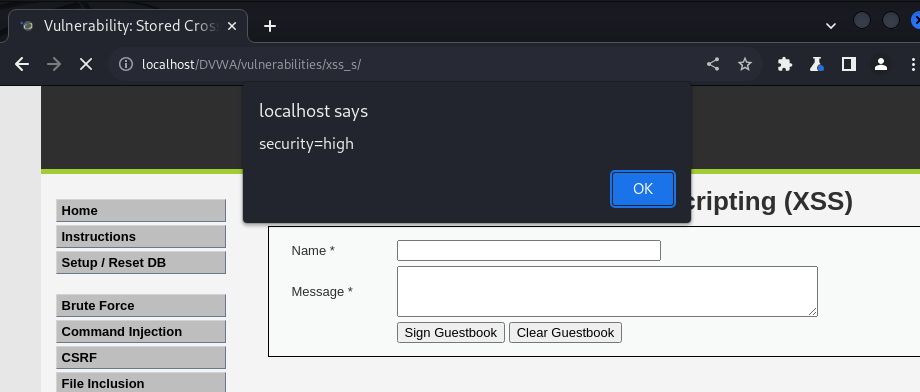 Vulnerability: Stored Cros
localhost/DVWA/vulnerabilities/xss_s/
localhost says
security=high
OK
cripting (XSS)
Home
Instructions
Setup / Reset DB
Brute Force
Command Injection
CSRF
File Inclusion
Name *
Message *
Sign Guestbook Clear Guestbook